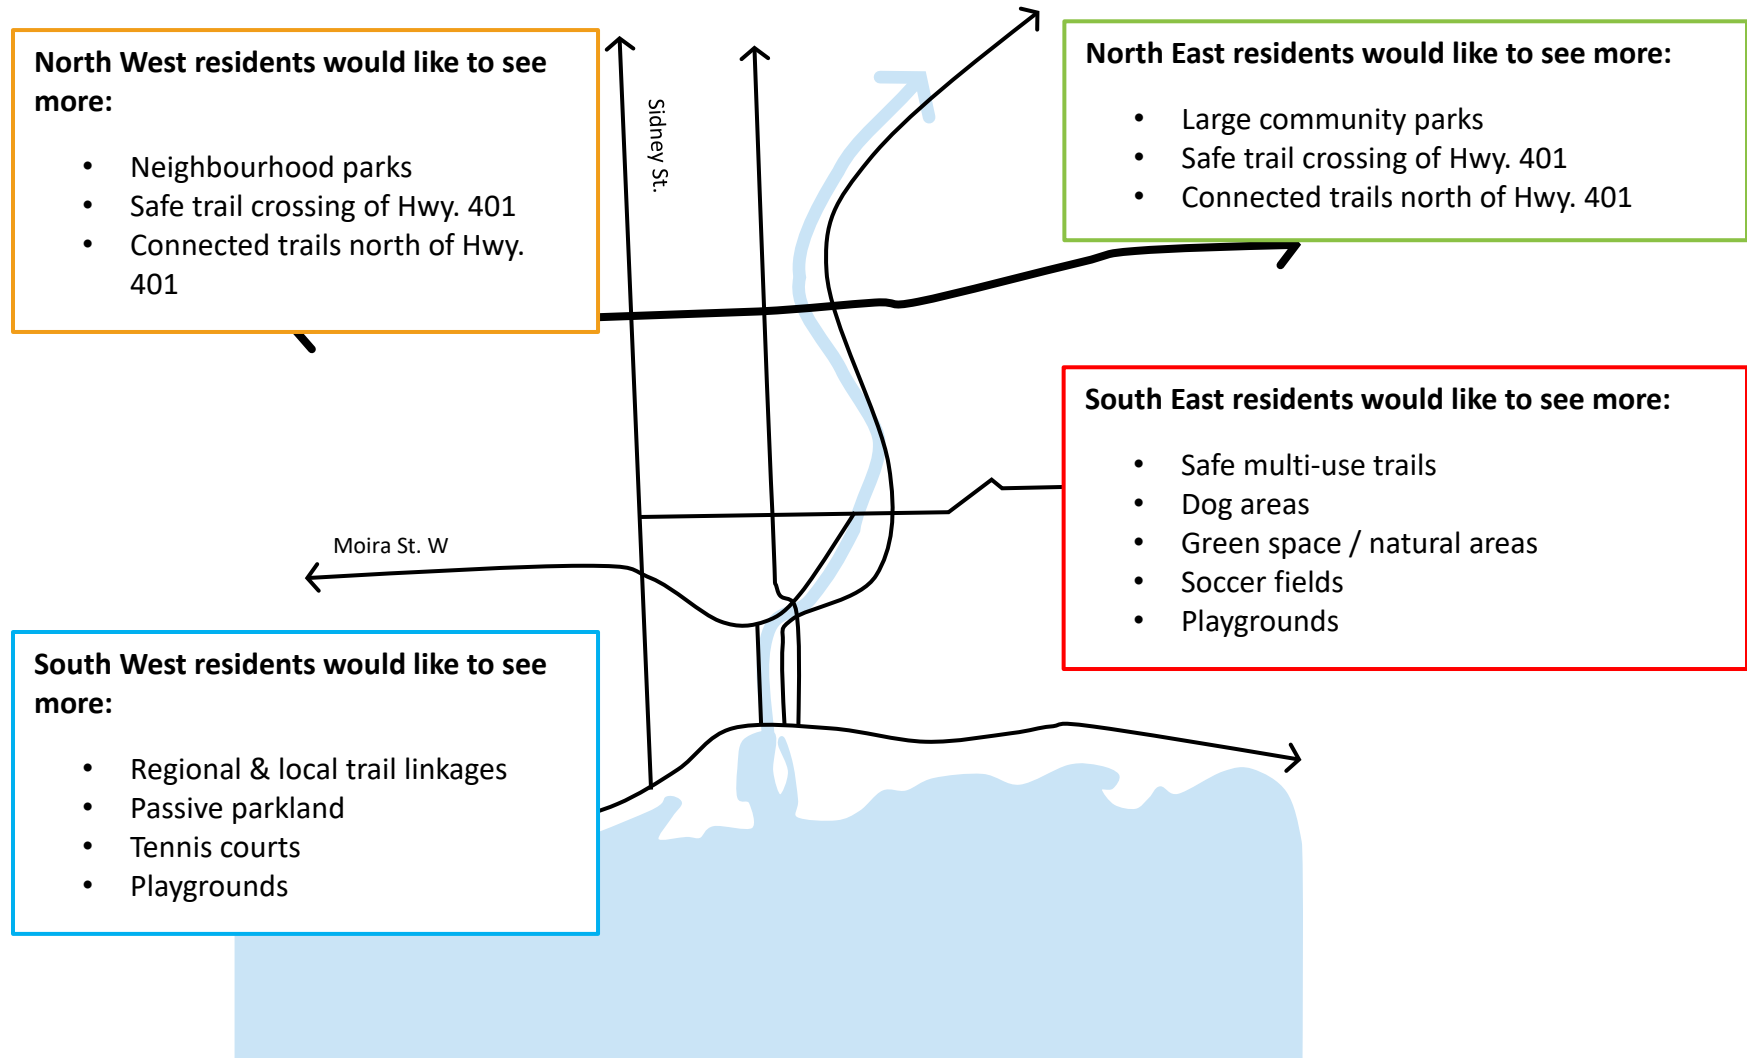 North West residents would like to see
more:
• Neighbourhood parks
• Safe trail crossing of Hwy. 401
• Connected trails north of Hwy.
401
Sidney St.
North East residents would like to see more:
• Large community parks
• Safe trail crossing of Hwy. 401
• Connected trails north of Hwy. 401
South East residents would like to see more:
• Safe multi-use trails
• Dog areas
• Green space / natural areas
• Soccer fields
• Playgrounds
Moira St. W
South West residents would like to see
more:
• Regional & local trail linkages
• Passive parkland
• Tennis courts
• Playgrounds